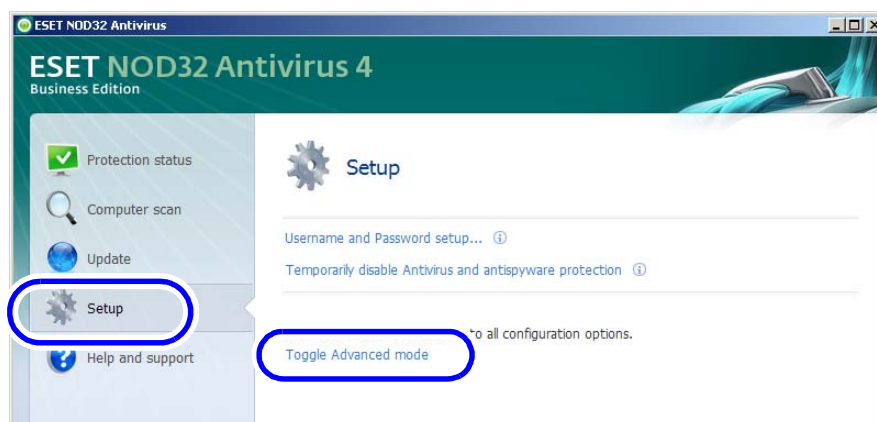 ESET NOD32 Antivirus
ESET NOD32 Antivirus 4
Business Edition
Protection status
Computer scan
Update
Setup
Help and support
Setup
Username and Password setup...
Temporarily disable Antivirus and antispyware protection
to all configuration options.
Toggle Advanced mode